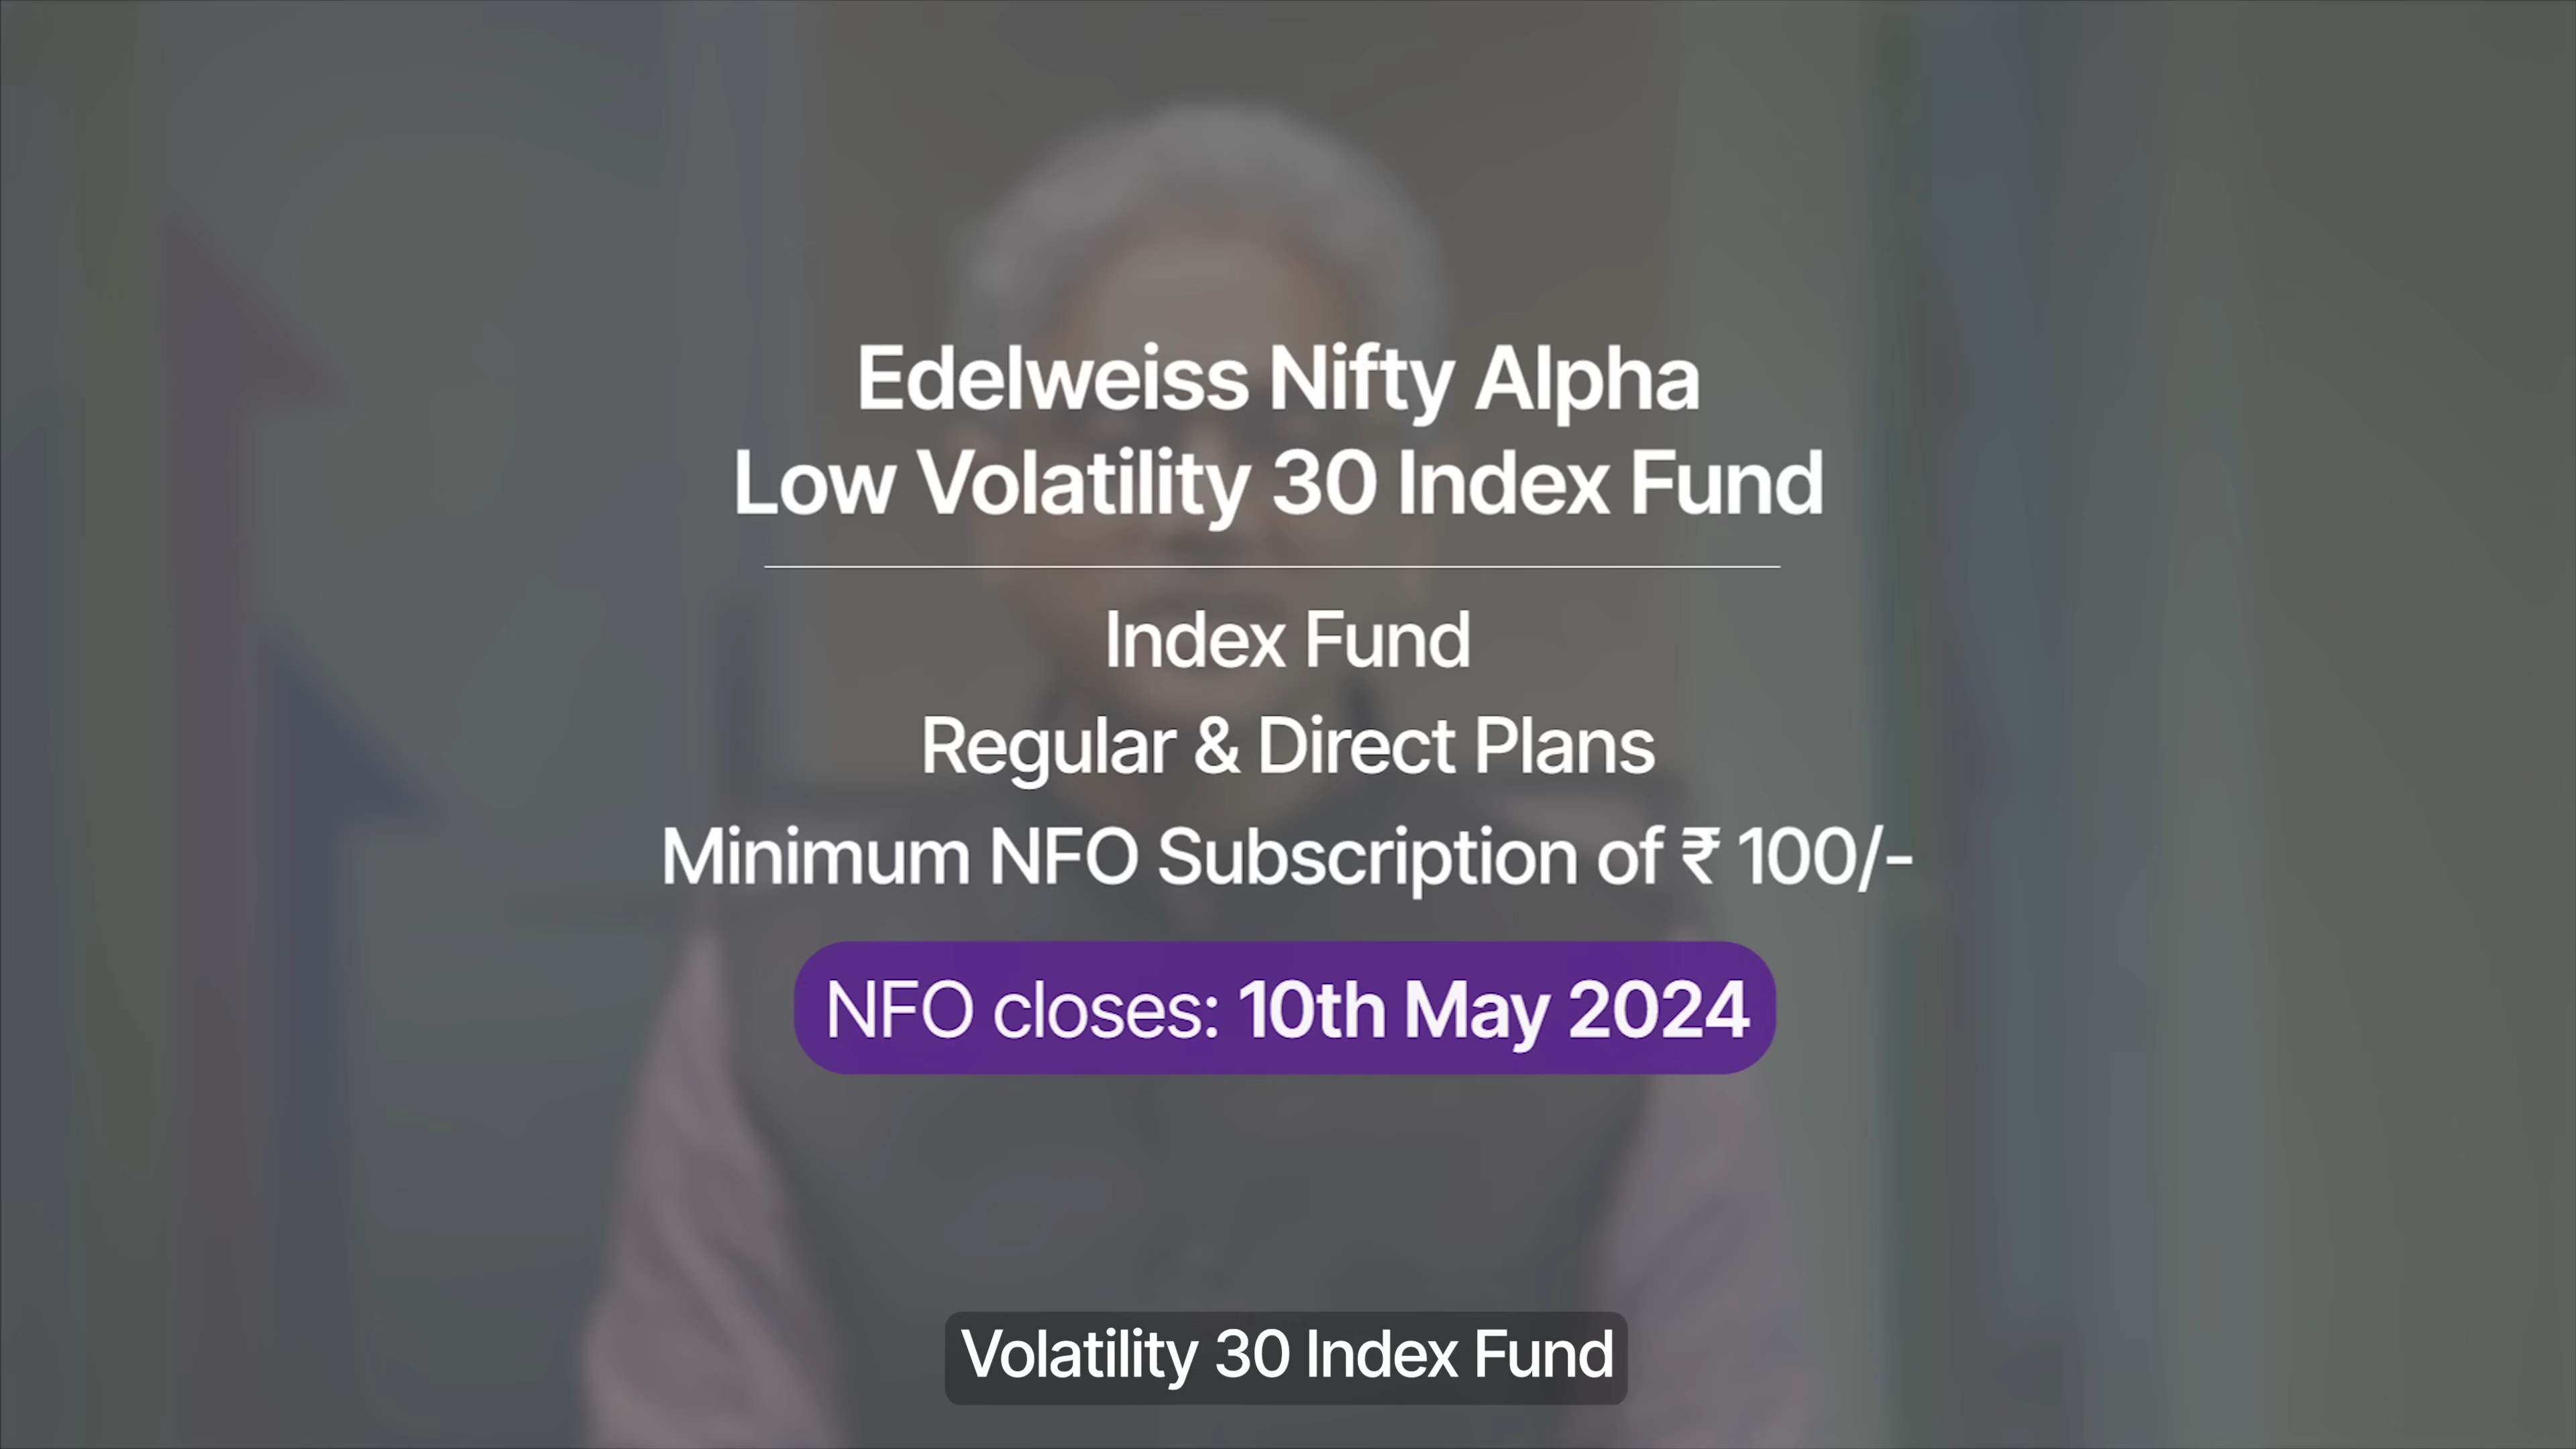 Edelweiss Nifty Alpha
Low Volatility 30 Index Fund
Index Fund
Regular & Direct Plans
Minimum NFO Subscription of ₹ 100/-
NFO closes: 10th May 2024
Volatility 30 Index Fund